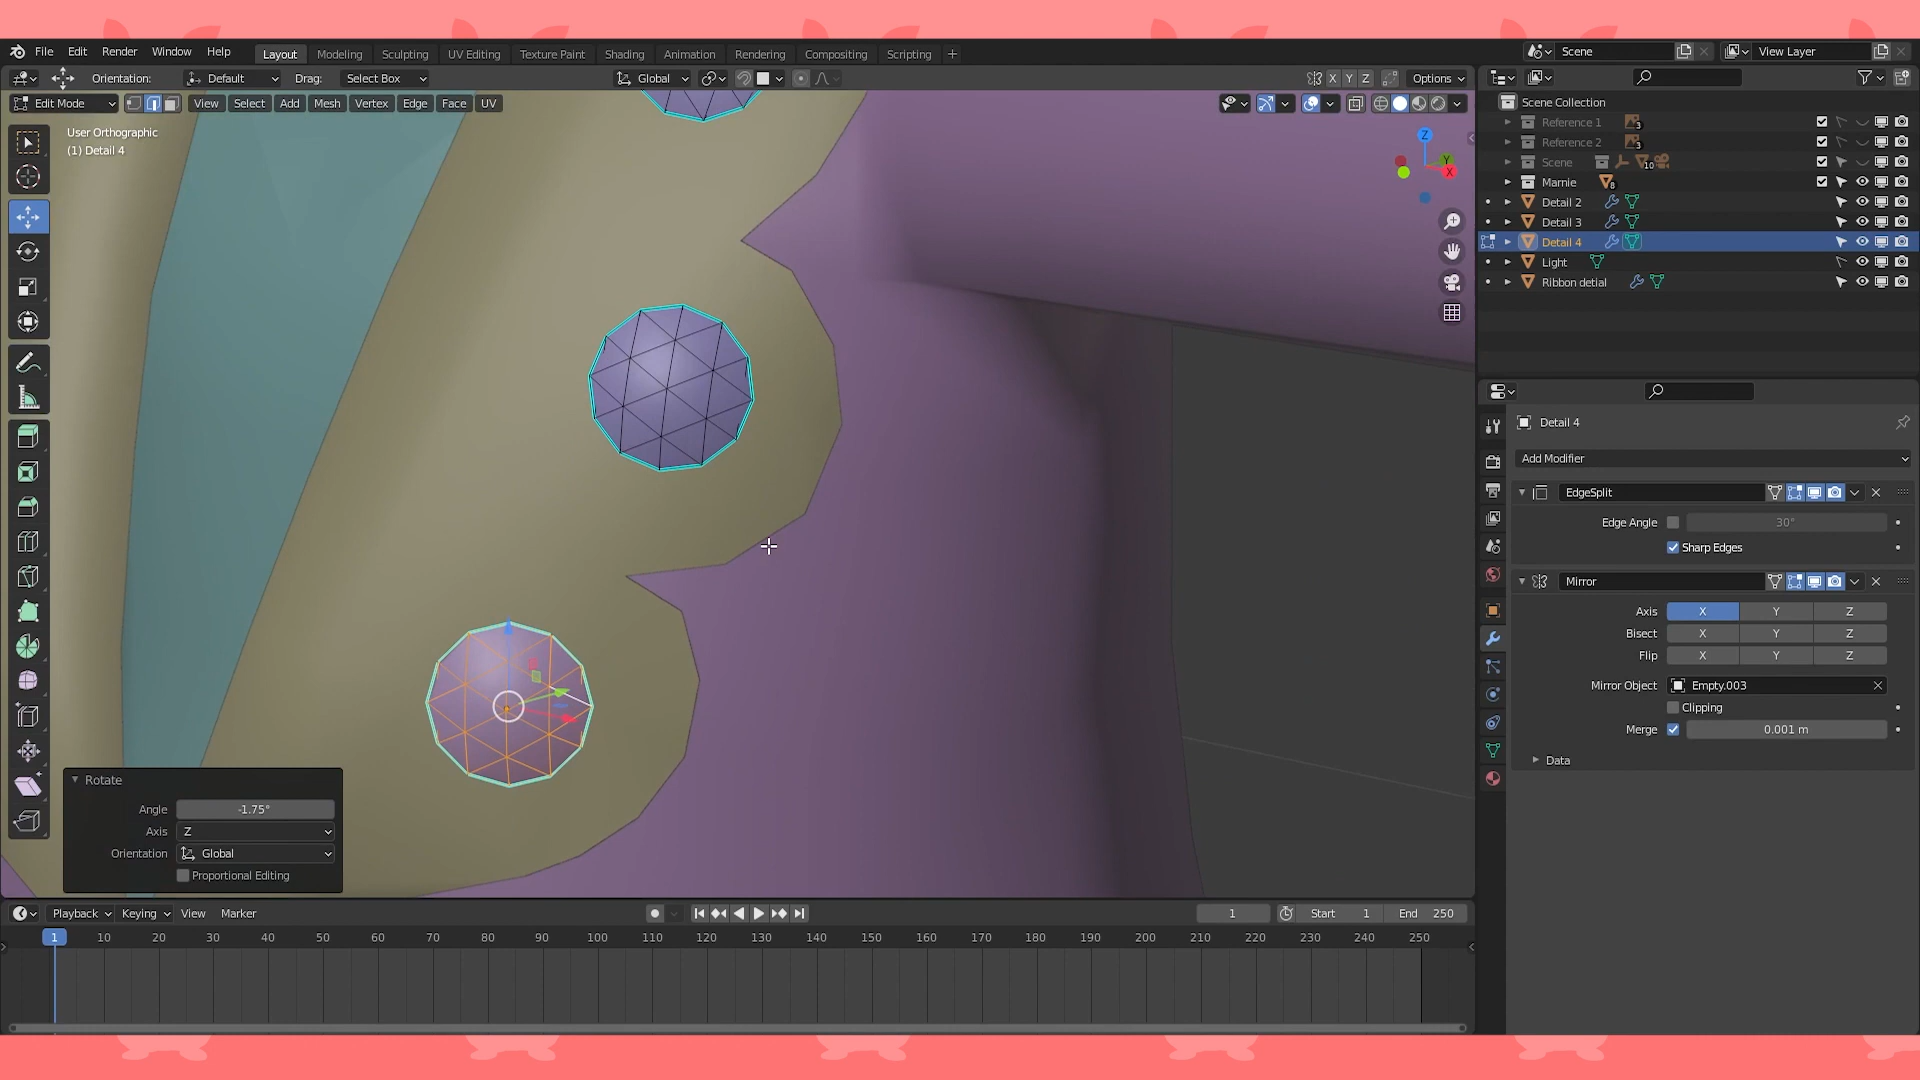 File Edit Render Window Help Layout Modeling Sculpting UV Editing Texture Paint Shading Animation Rendering Compositing Scripting + Scene View Layer
Orientation: Default Drag: Select Box Global X Y Z Options
Edit Mode View Select Add Mesh Vertex Edge Face UV
User Orthographic
(1) Detail 4
Z
Y
X
Scene Collection
Reference 1 3
Reference 2 3
Scene 10
Marnie 8
Detail 2
Detail 3
Detail 4
Light
Ribbon detial
Detail 4
Add Modifier
EdgeSplit
Edge Angle 30°
Sharp Edges
Mirror
Axis X Y Z
Bisect X Y Z
Flip X Y Z
Mirror Object Empty.003
Clipping
Merge 0.001 m
Data
Rotate
Angle -1.75°
Axis Z
Orientation Global
Proportional Editing
Playback Keying View Marker 1 Start 1 End 250
1 10 20 30 40 50 60 70 80 90 100 110 120 130 140 150 160 170 180 190 200 210 220 230 240 250